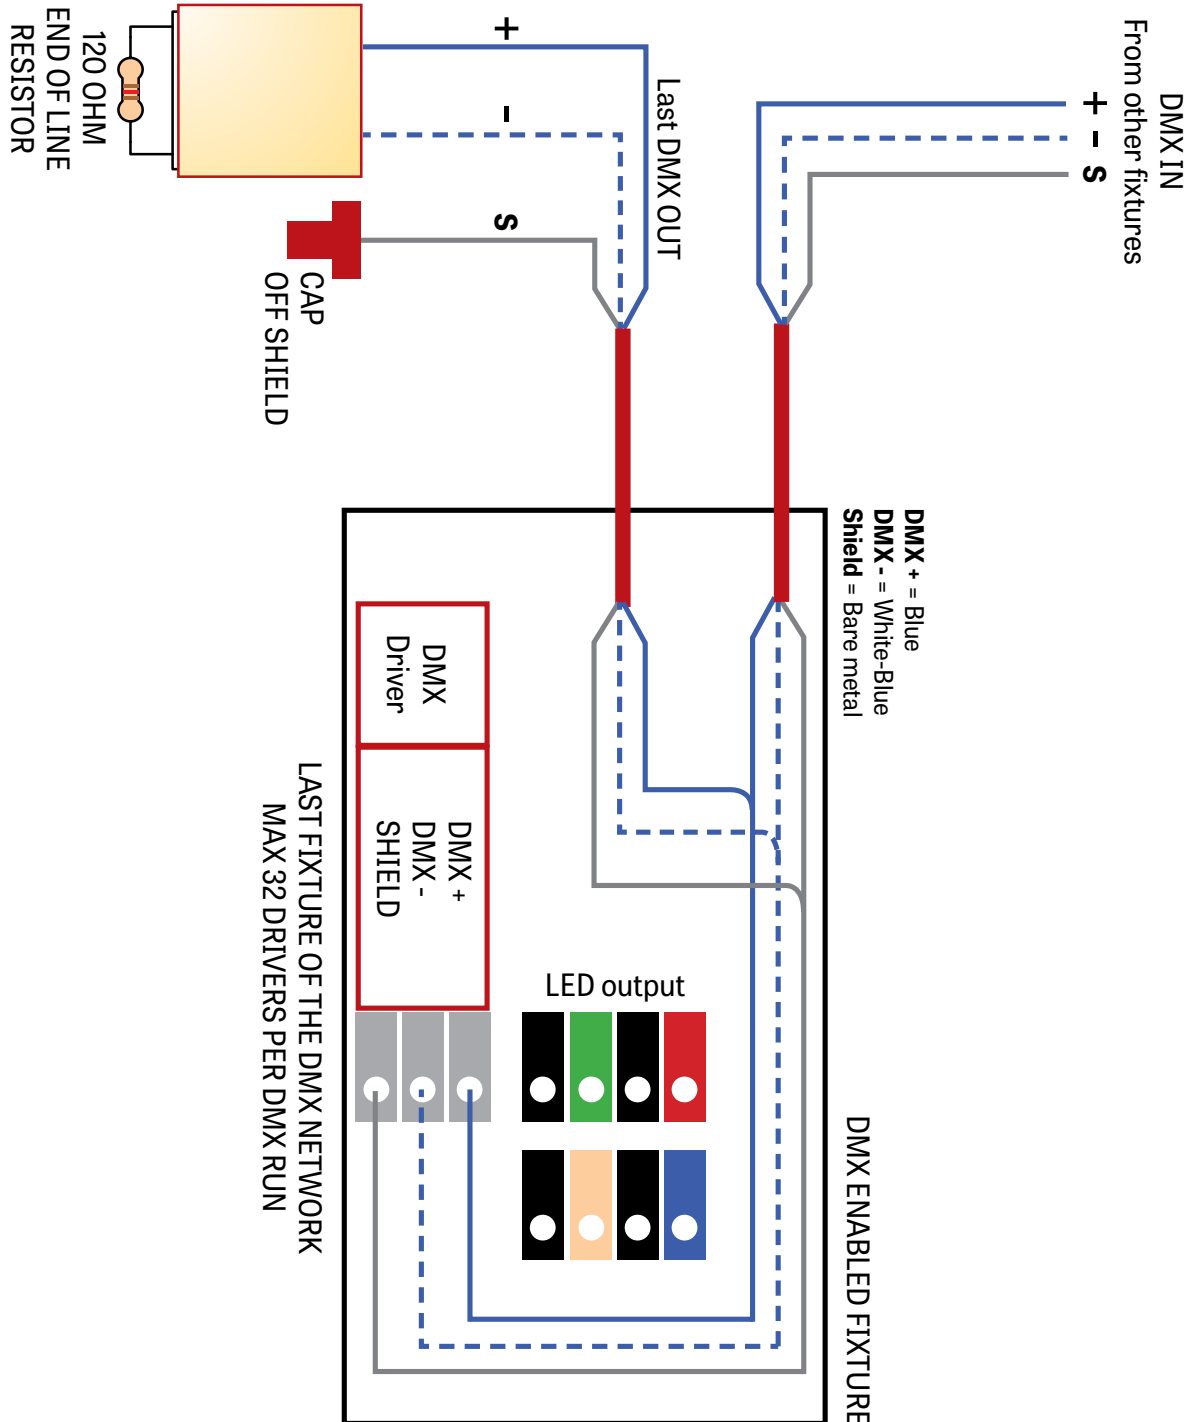 DMX IN
From other fixtures
+
-
S
Last DMX OUT
+
-
S
120 OHM
END OF LINE
RESISTOR
CAP
OFF SHIELD
DMX + = Blue
DMX - = White-Blue
Shield = Bare metal
DMX ENABLED FIXTURE
DMX
Driver
DMX +
DMX -
SHIELD
LED output
LAST FIXTURE OF THE DMX NETWORK
MAX 32 DRIVERS PER DMX RUN